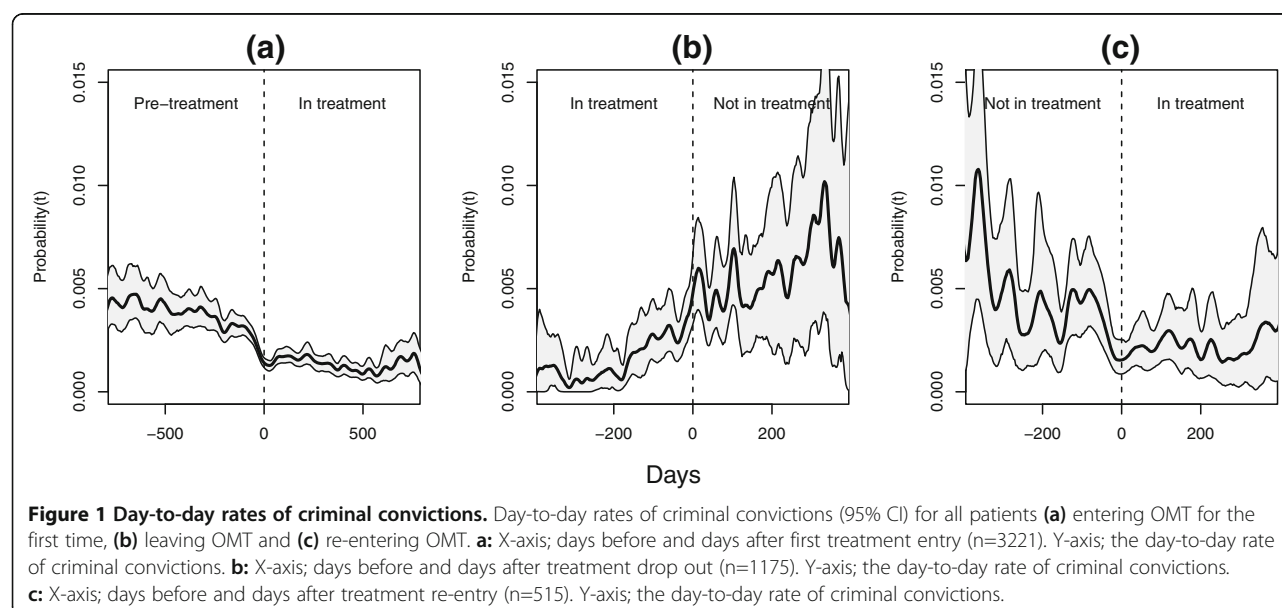 (a)
(b)
(c)
Probability(t)
0.000
0.005
0.010
0.015
Pre−treatment
In treatment
−500
0
500
Probability(t)
0.000
0.005
0.010
0.015
In treatment
Not in treatment
−200
0
200
Probability(t)
0.000
0.005
0.010
0.015
Not in treatment
In treatment
−200
0
200
Days
Figure 1 Day-to-day rates of criminal convictions. Day-to-day rates of criminal convictions (95% CI) for all patients (a) entering OMT for the
first time, (b) leaving OMT and (c) re-entering OMT. a: X-axis; days before and days after first treatment entry (n=3221). Y-axis; the day-to-day rate
of criminal convictions. b: X-axis; days before and days after treatment drop out (n=1175). Y-axis; the day-to-day rate of criminal convictions.
c: X-axis; days before and days after treatment re-entry (n=515). Y-axis; the day-to-day rate of criminal convictions.